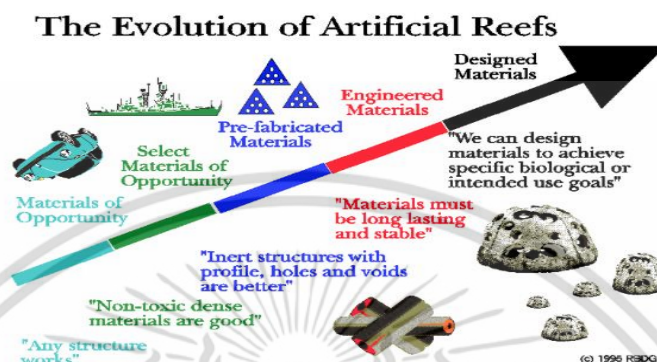 The Evolution of Artificial Reefs
Designed
Materials
Engineered
Materials
Pre-fabricated
Materials
Select
Materials of
Opportunity
Materials of
Opportunity
"We can design
materials to achieve
specific biological or
intended use goals"
"Materials must
be long lasting
and stable"
"Inert structures with
profile, holes and voids
are better"
"Non-toxic dense
materials are good"
"Any structure
works"
(c) 1995